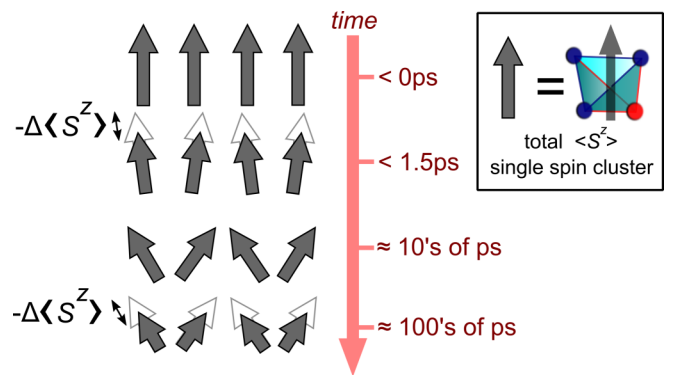 time
< 0ps
-Δ⟨S^z⟩
< 1.5ps
≈ 10's of ps
-Δ⟨S^z⟩
≈ 100's of ps
=
total <S^z>
single spin cluster